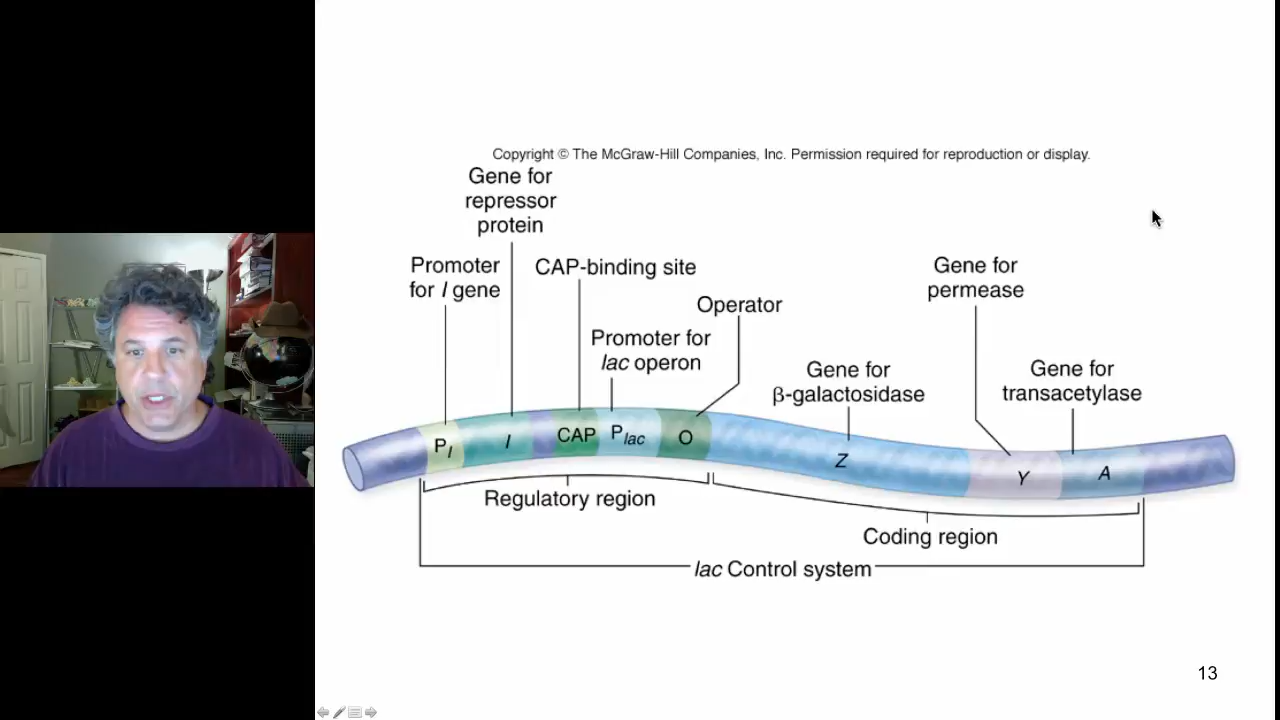 Copyright © The McGraw-Hill Companies, Inc. Permission required for reproduction or display.
Gene for
repressor
protein
Promoter
for I gene
CAP-binding site
Operator
Promoter for
lac operon
Gene for
β-galactosidase
Gene for
permease
Gene for
transacetylase
PI
I
CAP
Plac
O
Z
Y
A
Regulatory region
Coding region
lac Control system
13